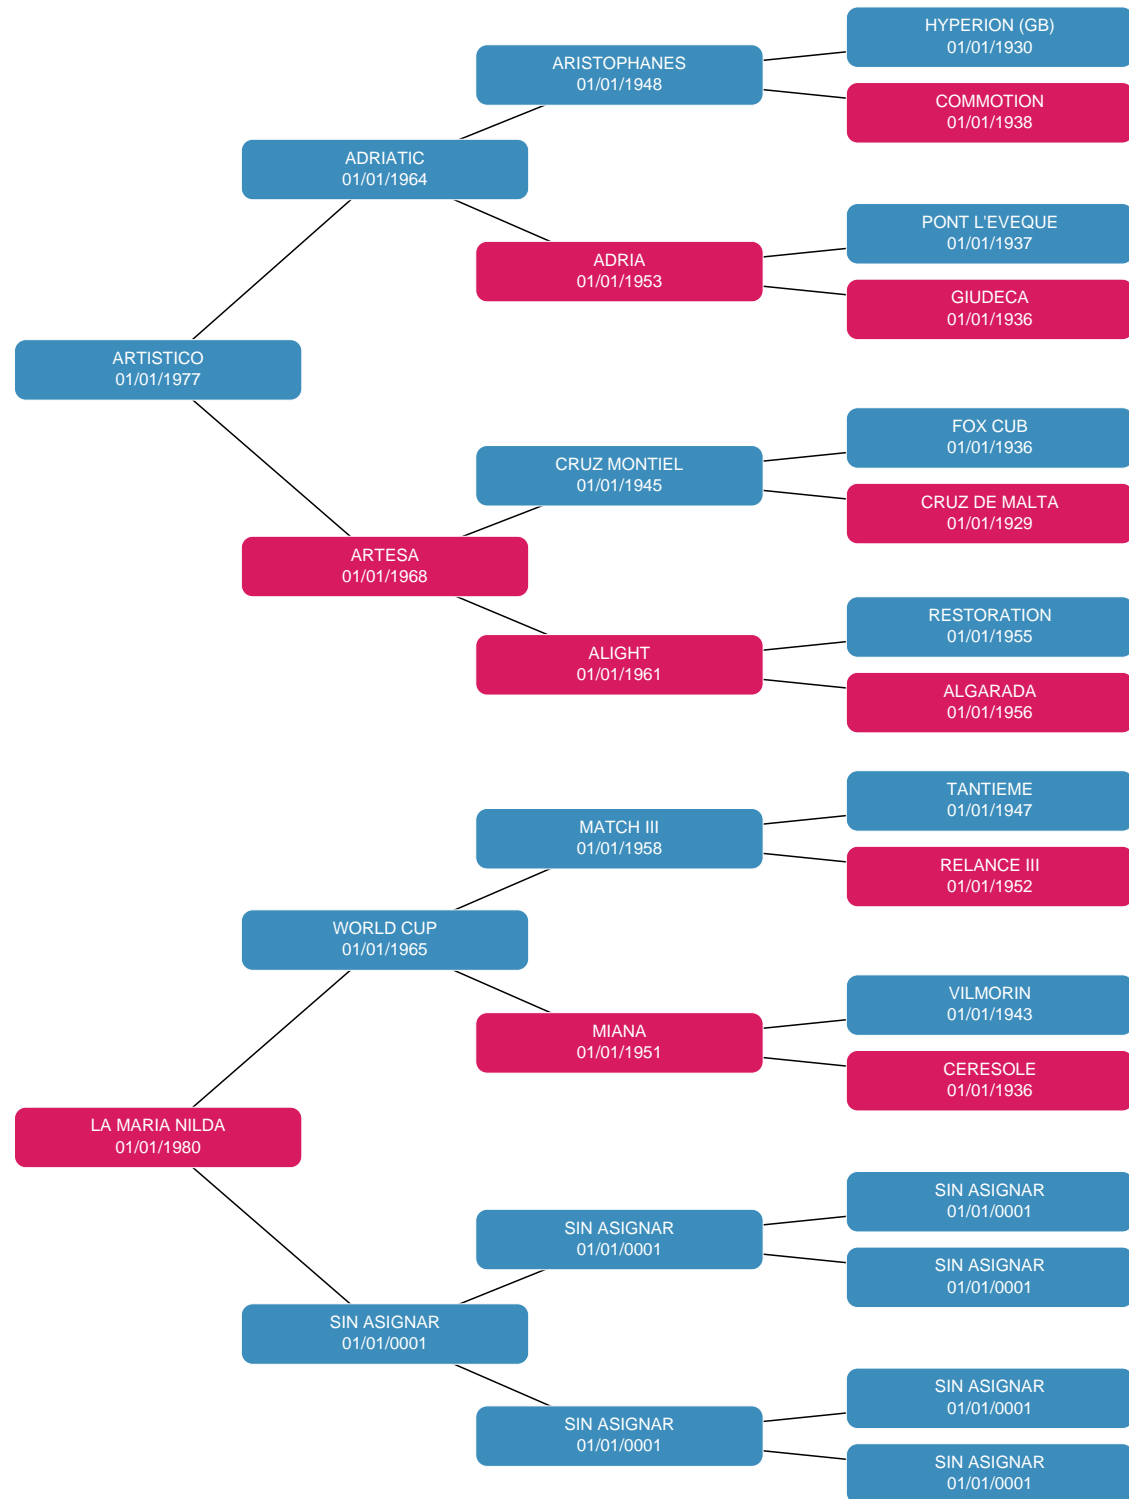 HYPERION (GB)
01/01/1930
ARISTOPHANES
01/01/1948
COMMOTION
01/01/1938
ADRIATIC
01/01/1964
PONT L'EVEQUE
01/01/1937
ADRIA
01/01/1953
GIUDECA
01/01/1936
ARTISTICO
01/01/1977
FOX CUB
01/01/1936
CRUZ MONTIEL
01/01/1945
CRUZ DE MALTA
01/01/1929
ARTESA
01/01/1968
RESTORATION
01/01/1955
ALIGHT
01/01/1961
ALGARADA
01/01/1956
TANTIEME
01/01/1947
MATCH III
01/01/1958
RELANCE III
01/01/1952
WORLD CUP
01/01/1965
VILMORIN
01/01/1943
MIANA
01/01/1951
CERESOLE
01/01/1936
LA MARIA NILDA
01/01/1980
SIN ASIGNAR
01/01/0001
SIN ASIGNAR
01/01/0001
SIN ASIGNAR
01/01/0001
SIN ASIGNAR
01/01/0001
SIN ASIGNAR
01/01/0001
SIN ASIGNAR
01/01/0001
SIN ASIGNAR
01/01/0001